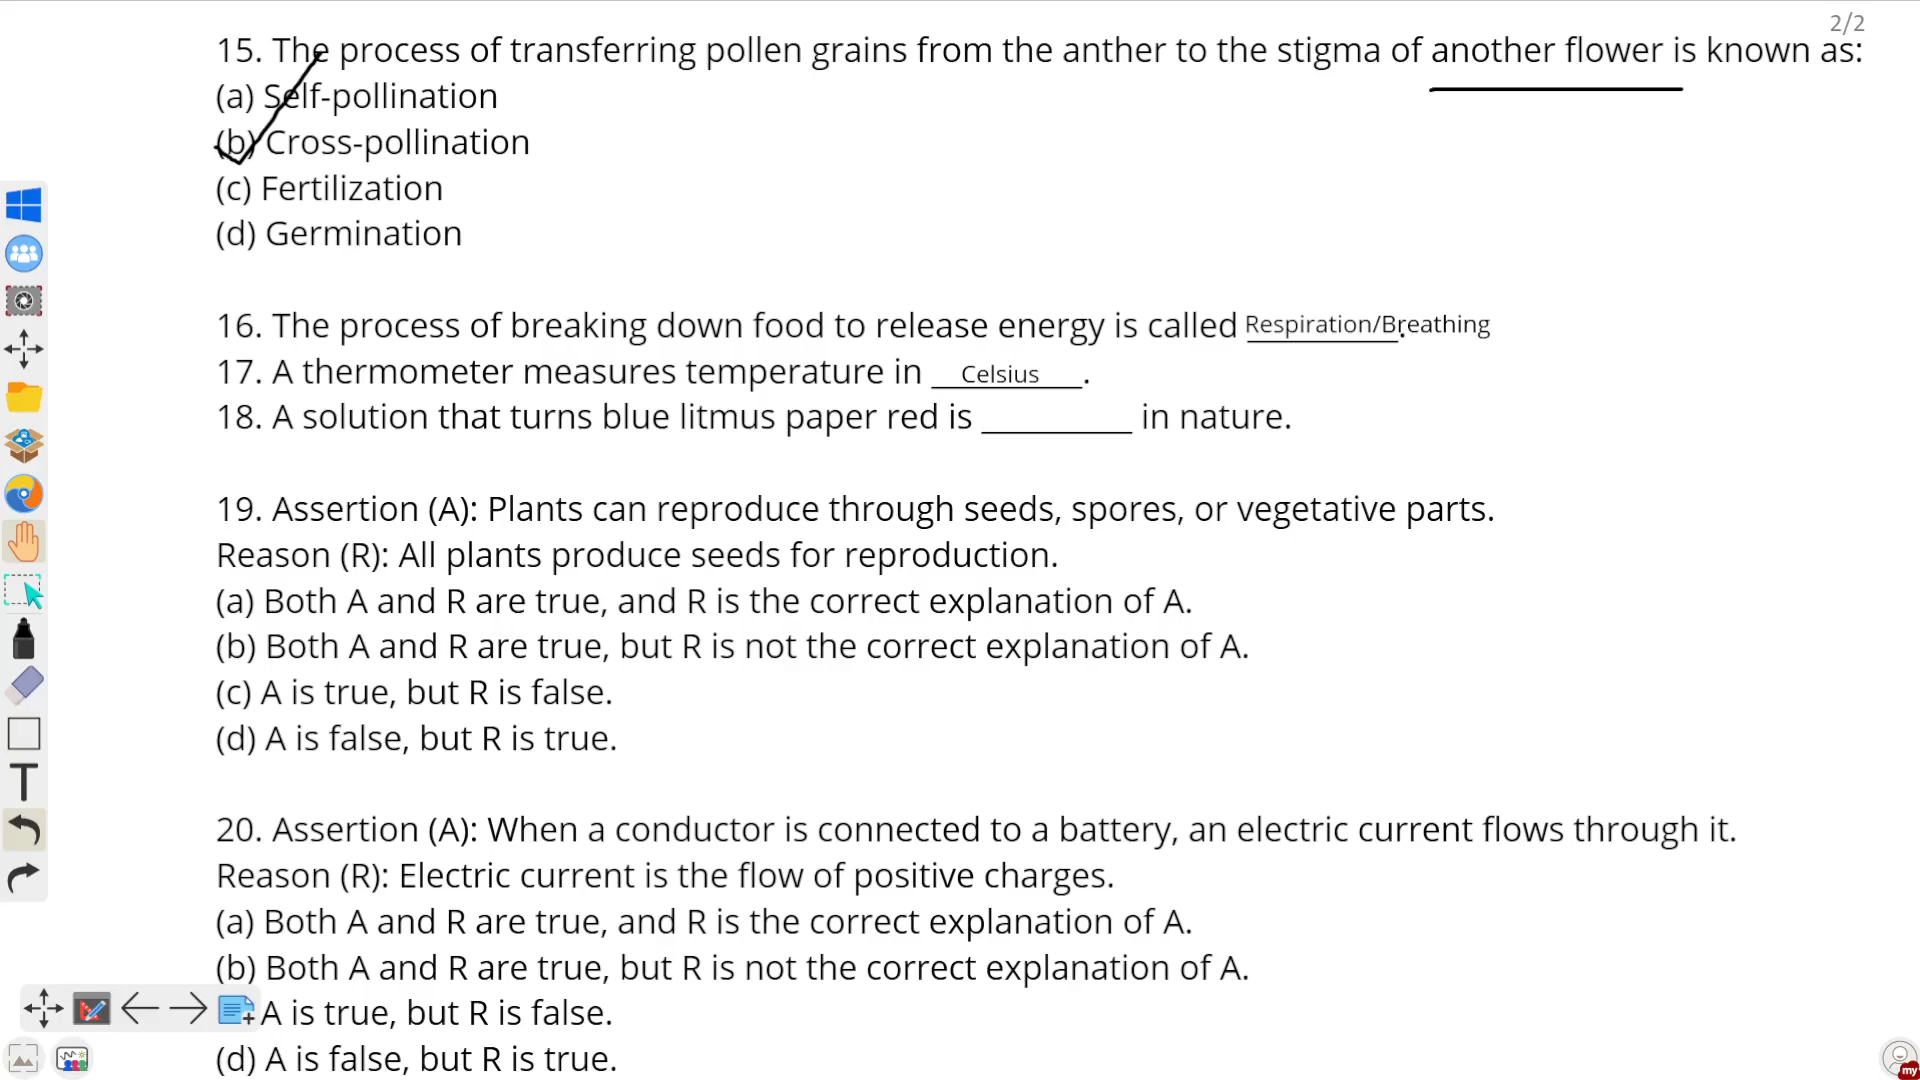 2/2
15. The process of transferring pollen grains from the anther to the stigma of another flower is known as:
(a) Self-pollination
(b) Cross-pollination
(c) Fertilization
(d) Germination
16. The process of breaking down food to release energy is called Respiration/Breathing.
17. A thermometer measures temperature in ___Celsius___.
18. A solution that turns blue litmus paper red is __________ in nature.
19. Assertion (A): Plants can reproduce through seeds, spores, or vegetative parts.
Reason (R): All plants produce seeds for reproduction.
(a) Both A and R are true, and R is the correct explanation of A.
(b) Both A and R are true, but R is not the correct explanation of A.
(c) A is true, but R is false.
(d) A is false, but R is true.
20. Assertion (A): When a conductor is connected to a battery, an electric current flows through it.
Reason (R): Electric current is the flow of positive charges.
(a) Both A and R are true, and R is the correct explanation of A.
(b) Both A and R are true, but R is not the correct explanation of A.
A is true, but R is false.
(d) A is false, but R is true.
my